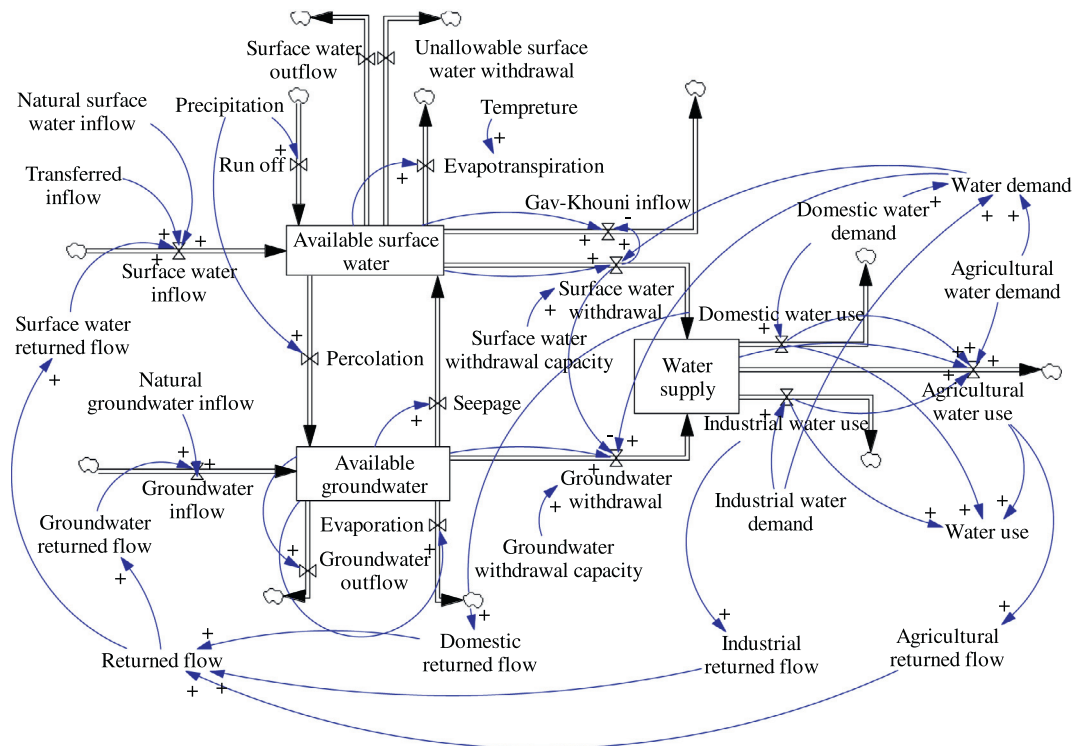 Surface water
outflow
Unallowable surface
water withdrawal
Natural surface
water inflow
Precipitation
Tempreture
Run off
Evapotranspiration
Transferred
inflow
Water demand
Gav-Khouni inflow
Domestic water
demand
Available surface
water
Surface water
inflow
Agricultural
water demand
Surface water
withdrawal
Surface water
returned flow
Surface water
withdrawal capacity
Domestic water use
Percolation
Water
supply
Natural
groundwater inflow
Seepage
Agricultural
water use
Industrial water use
Available
groundwater
Groundwater
inflow
Groundwater
withdrawal
Industrial water
demand
Groundwater
returned flow
Evaporation
Water use
Groundwater
outflow
Groundwater
withdrawal capacity
Returned flow
Domestic
returned flow
Industrial
returned flow
Agricultural
returned flow